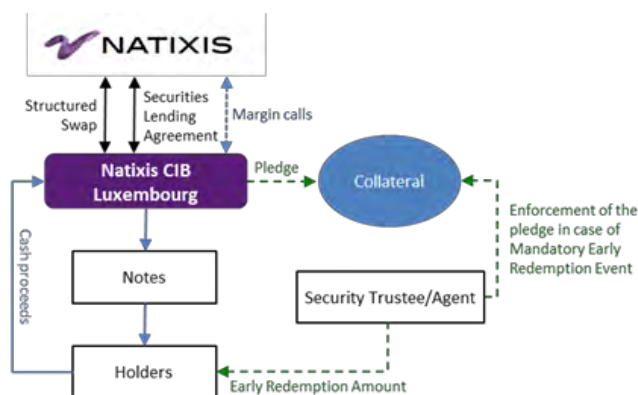 NATIXIS
Structured
Swap
Securities
Lending
Agreement
Margin calls
Natixis CIB
Luxembourg
Pledge
Collateral
Enforcement of the
pledge in case of
Mandatory Early
Redemption Event
Cash proceeds
Notes
Security Trustee/Agent
Holders
Early Redemption Amount